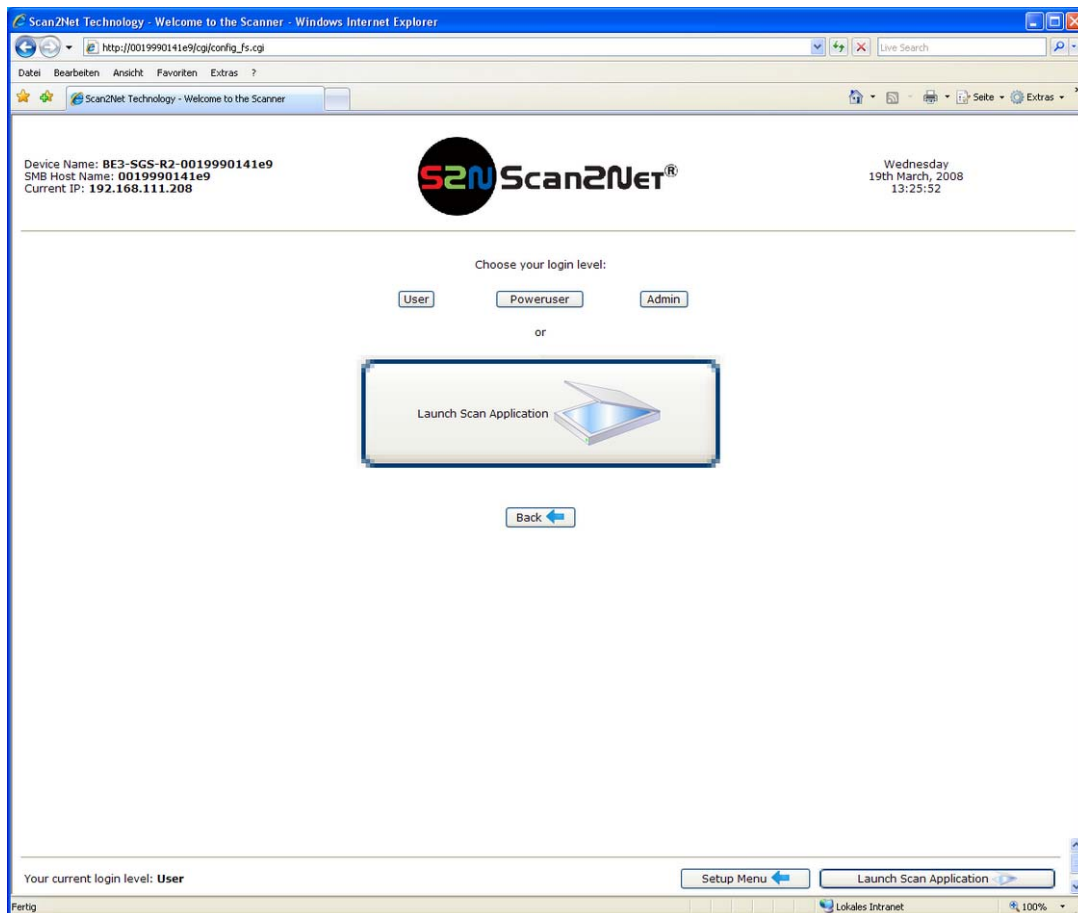 Scan2Net Technology - Welcome to the Scanner - Windows Internet Explorer
http://0019990141e9/cgi/config_fs.cgi
Live Search
Datei Bearbeiten Ansicht Favoriten Extras ?
Scan2Net Technology - Welcome to the Scanner
Seite Extras
Device Name: BE3-SGS-R2-0019990141e9
SMB Host Name: 0019990141e9
Current IP: 192.168.111.208
S2N Scan2Net®
Wednesday
19th March, 2008
13:25:52
Choose your login level:
User Poweruser Admin
or
Launch Scan Application
Back
Your current login level: User
Setup Menu Launch Scan Application
Fertig Lokales Intranet 100%